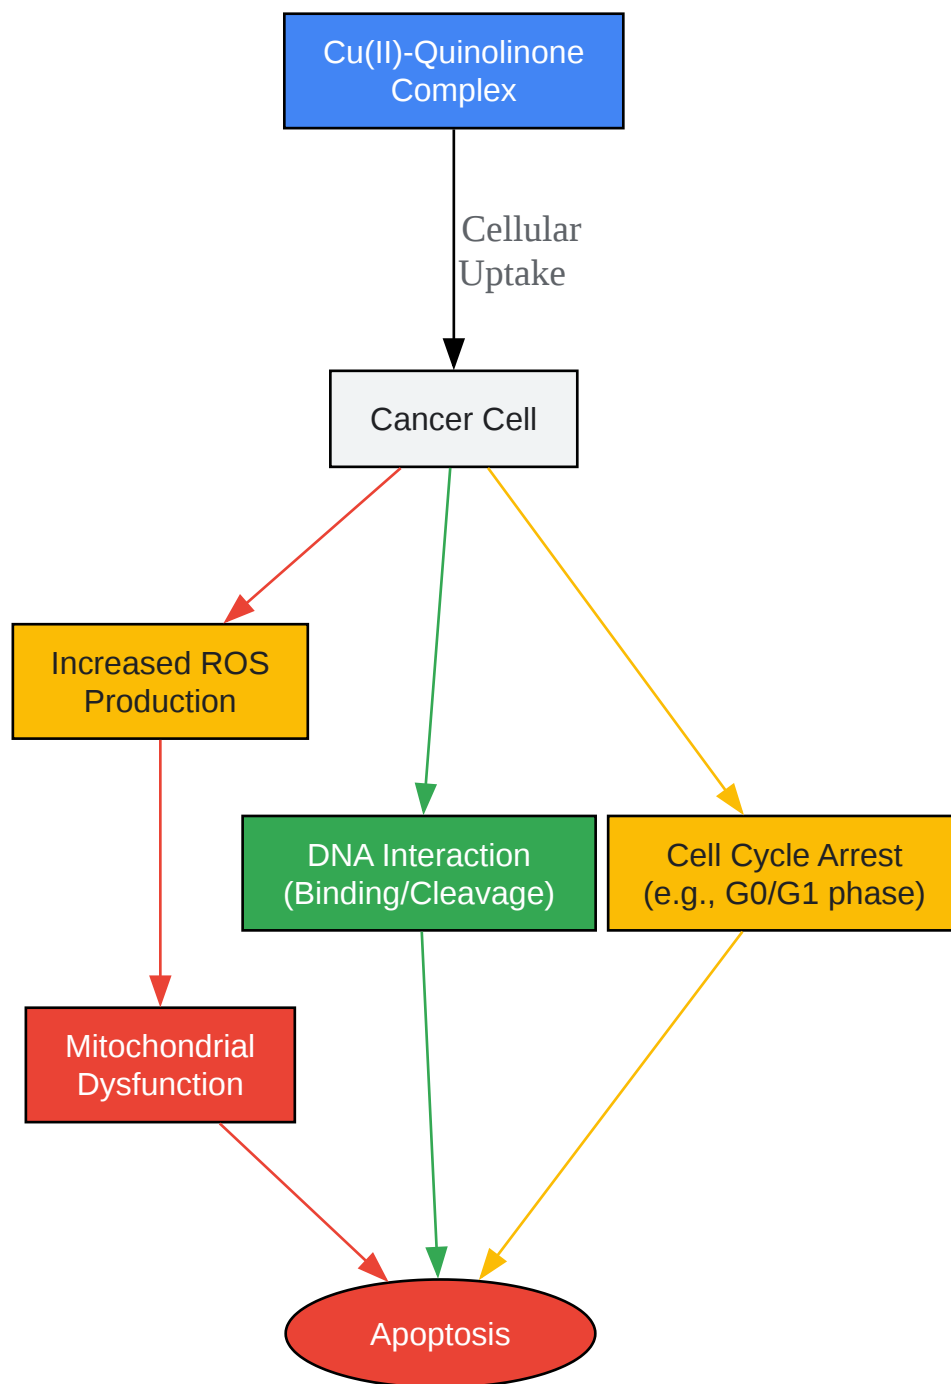 Cu(II)-Quinolinone
Complex
Cellular
Uptake
Cancer Cell
Increased ROS
Production
DNA Interaction
(Binding/Cleavage)
Cell Cycle Arrest
(e.g., G0/G1 phase)
Mitochondrial
Dysfunction
Apoptosis